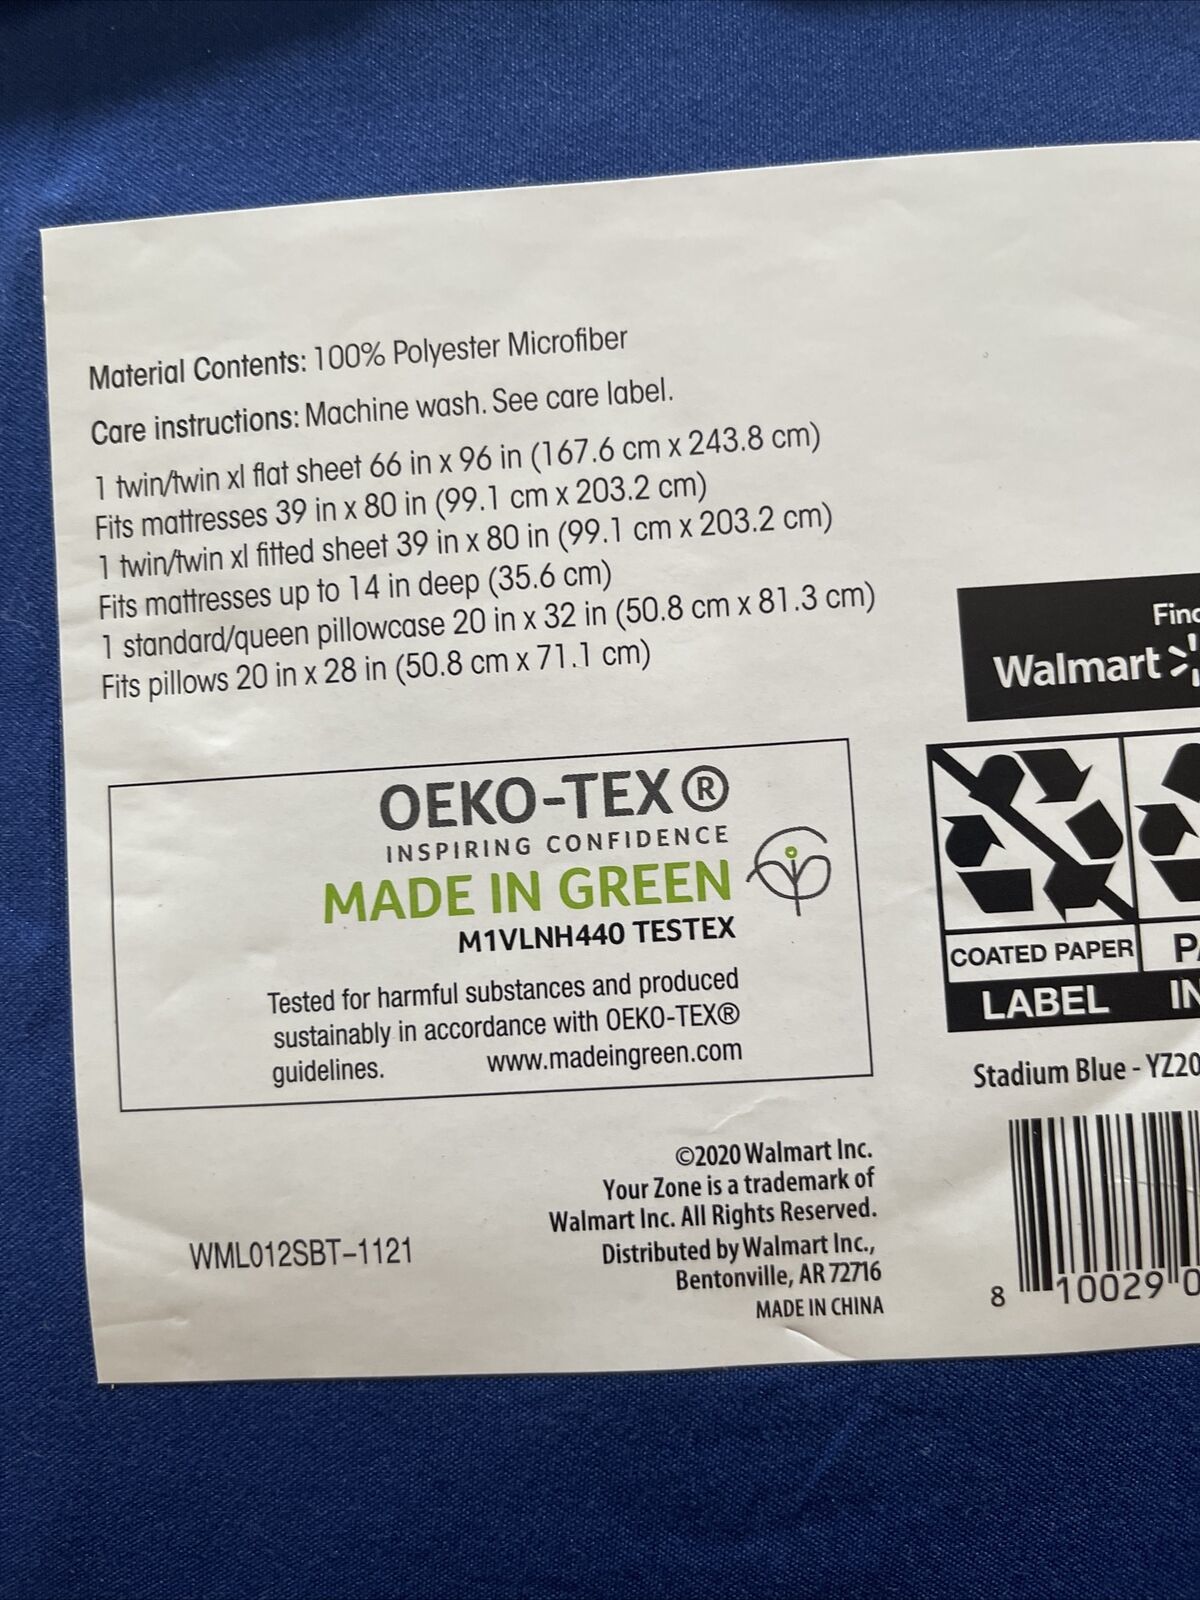 Material Contents: 100% Polyester Microfiber
Care instructions: Machine wash. See care label.
1 twin/twin xl flat sheet 66 in x 96 in (167.6 cm x 243.8 cm)
Fits mattresses 39 in x 80 in (99.1 cm x 203.2 cm)
1 twin/twin xl fitted sheet 39 in x 80 in (99.1 cm x 203.2 cm)
Fits mattresses up to 14 in deep (35.6 cm)
1 standard/queen pillowcase 20 in x 32 in (50.8 cm x 81.3 cm)
Fits pillows 20 in x 28 in (50.8 cm x 71.1 cm)
OEKO-TEX®
INSPIRING CONFIDENCE
MADE IN GREEN
M1VLNH440 TESTEX
Tested for harmful substances and produced
sustainably in accordance with OEKO-TEX®
guidelines. www.madeingreen.com
©2020 Walmart Inc.
Your Zone is a trademark of
Walmart Inc. All Rights Reserved.
Distributed by Walmart Inc.,
Bentonville, AR 72716
MADE IN CHINA
WML012SBT-1121
Walmart
COATED PAPER
LABEL
Stadium Blue - YZ20
8 10029 0